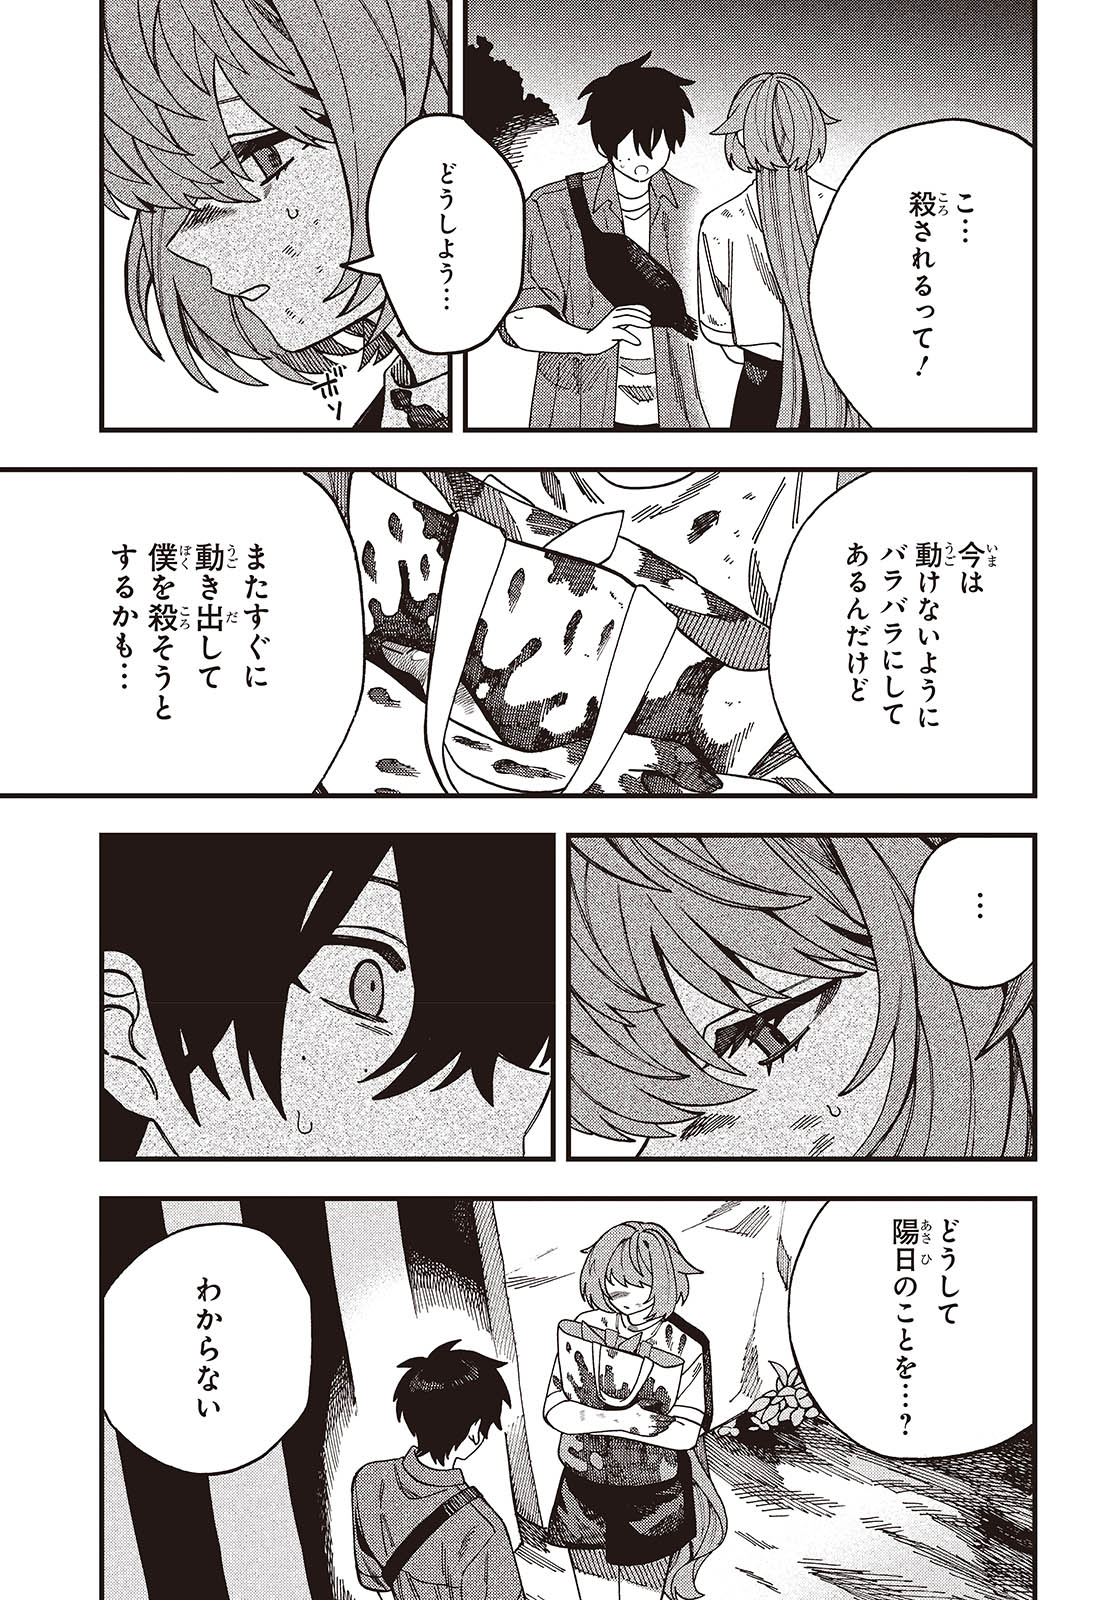 こ…
殺されるって！
どうしよう…
ボソ
今は
動けないように
バラバラにして
あるんだけど
またすぐに
動き出して
僕を殺そうと
するかも…
…
どうして
陽日のことを…？
わからない